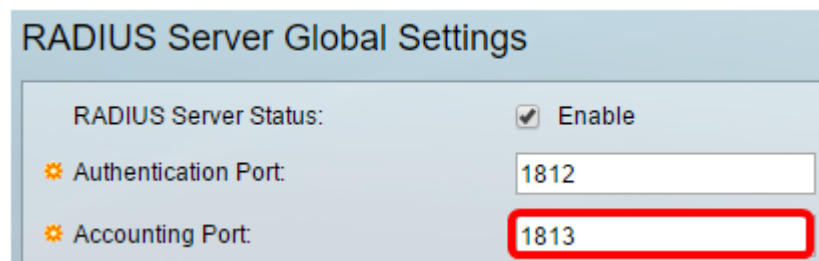 RADIUS Server Global Settings
RADIUS Server Status: Enable
Authentication Port: 1812
Accounting Port: 1813